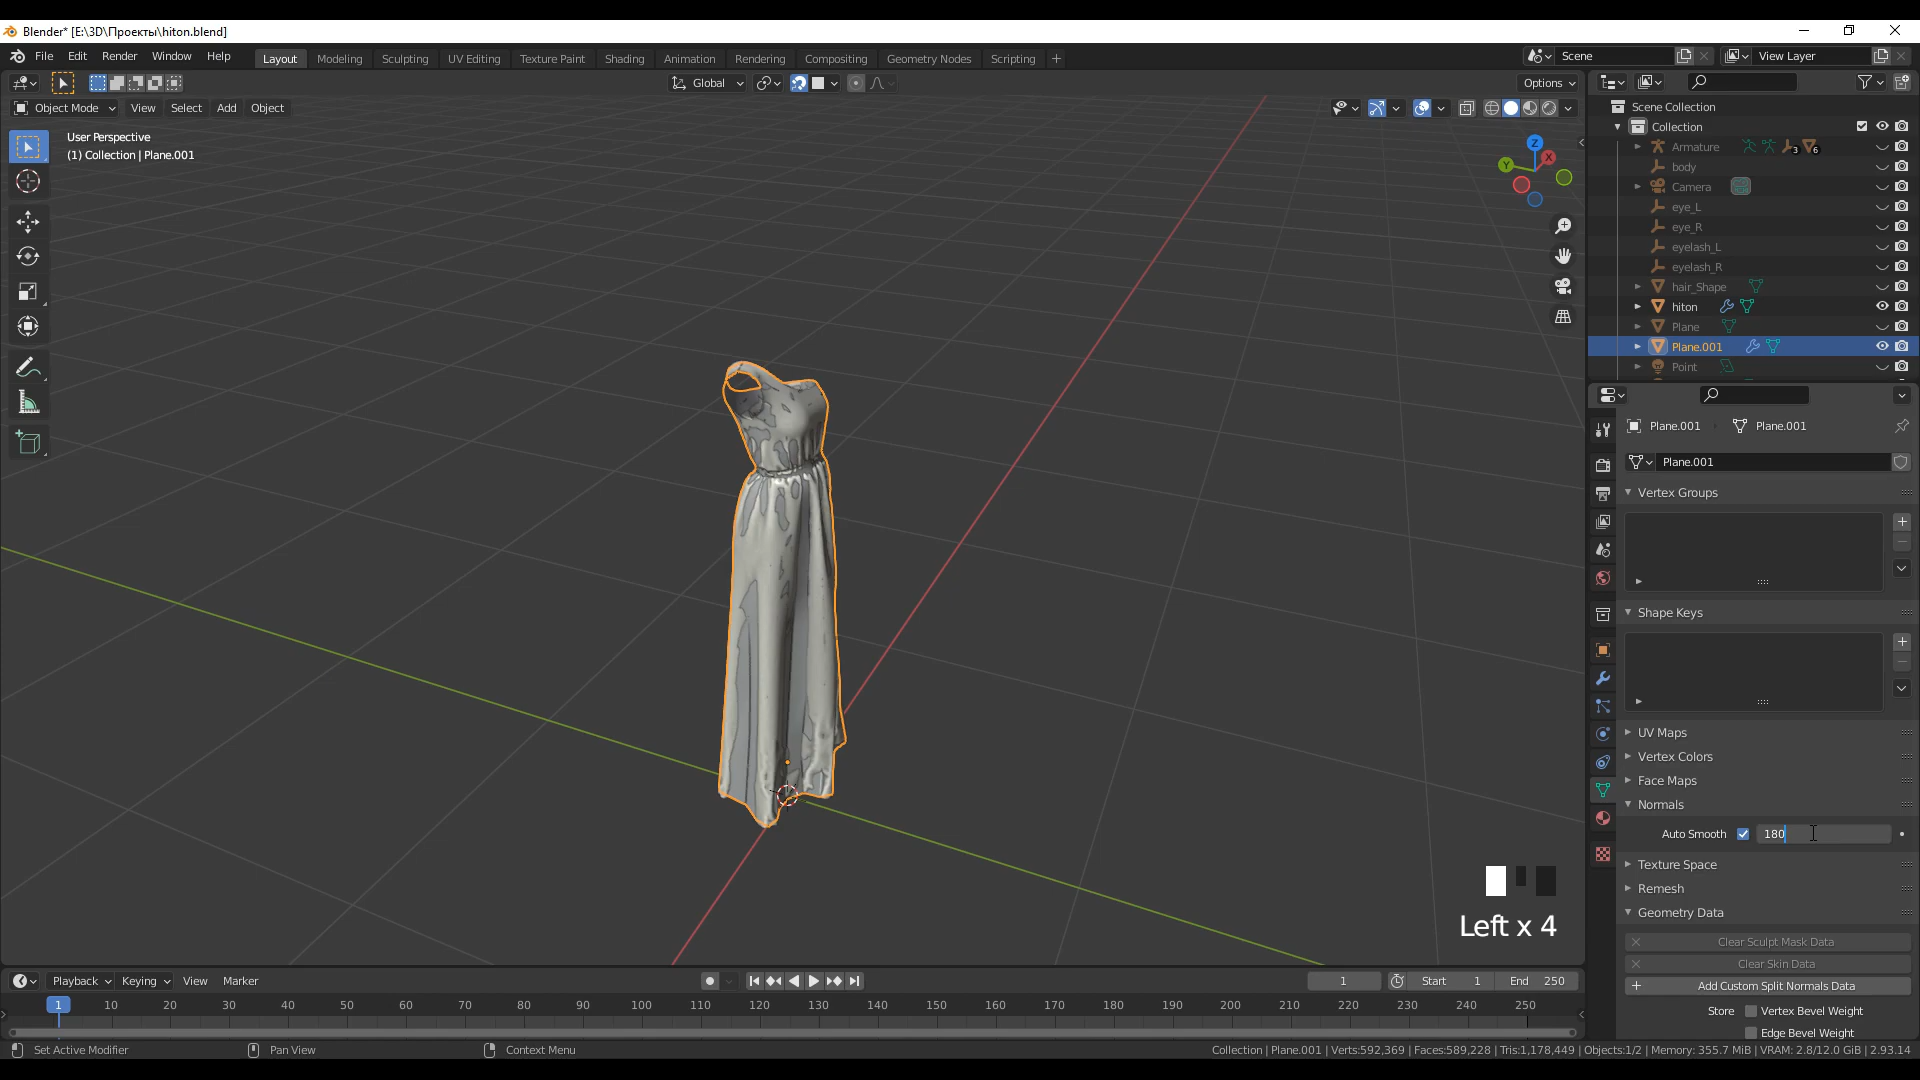 Blender* [E:\3D\Проекты\hiton.blend]
File Edit Render Window Help
Layout Modeling Sculpting UV Editing Texture Paint Shading Animation Rendering Compositing Geometry Nodes Scripting +
Scene
View Layer
Global
Options
Object Mode View Select Add Object
User Perspective
(1) Collection | Plane.001
Z
X
Y
Scene Collection
Collection
Armature 3 6
body
Camera
eye_L
eye_R
eyelash_L
eyelash_R
hair_Shape
hiton
Plane
Plane.001
Point
Plane.001 Plane.001
Plane.001
Vertex Groups
Shape Keys
UV Maps
Vertex Colors
Face Maps
Normals
Auto Smooth 180
Texture Space
Remesh
Geometry Data
Clear Sculpt Mask Data
Clear Skin Data
Add Custom Split Normals Data
Store Vertex Bevel Weight
Edge Bevel Weight
Left x 4
Playback Keying View Marker
1 Start 1 End 250
1 10 20 30 40 50 60 70 80 90 100 110 120 130 140 150 160 170 180 190 200 210 220 230 240 250
Set Active Modifier Pan View Context Menu
Collection | Plane.001 | Verts:592,369 | Faces:589,228 | Tris:1,178,449 | Objects:1/2 | Memory: 355.7 MiB | VRAM: 2.8/12.0 GiB | 2.93.14